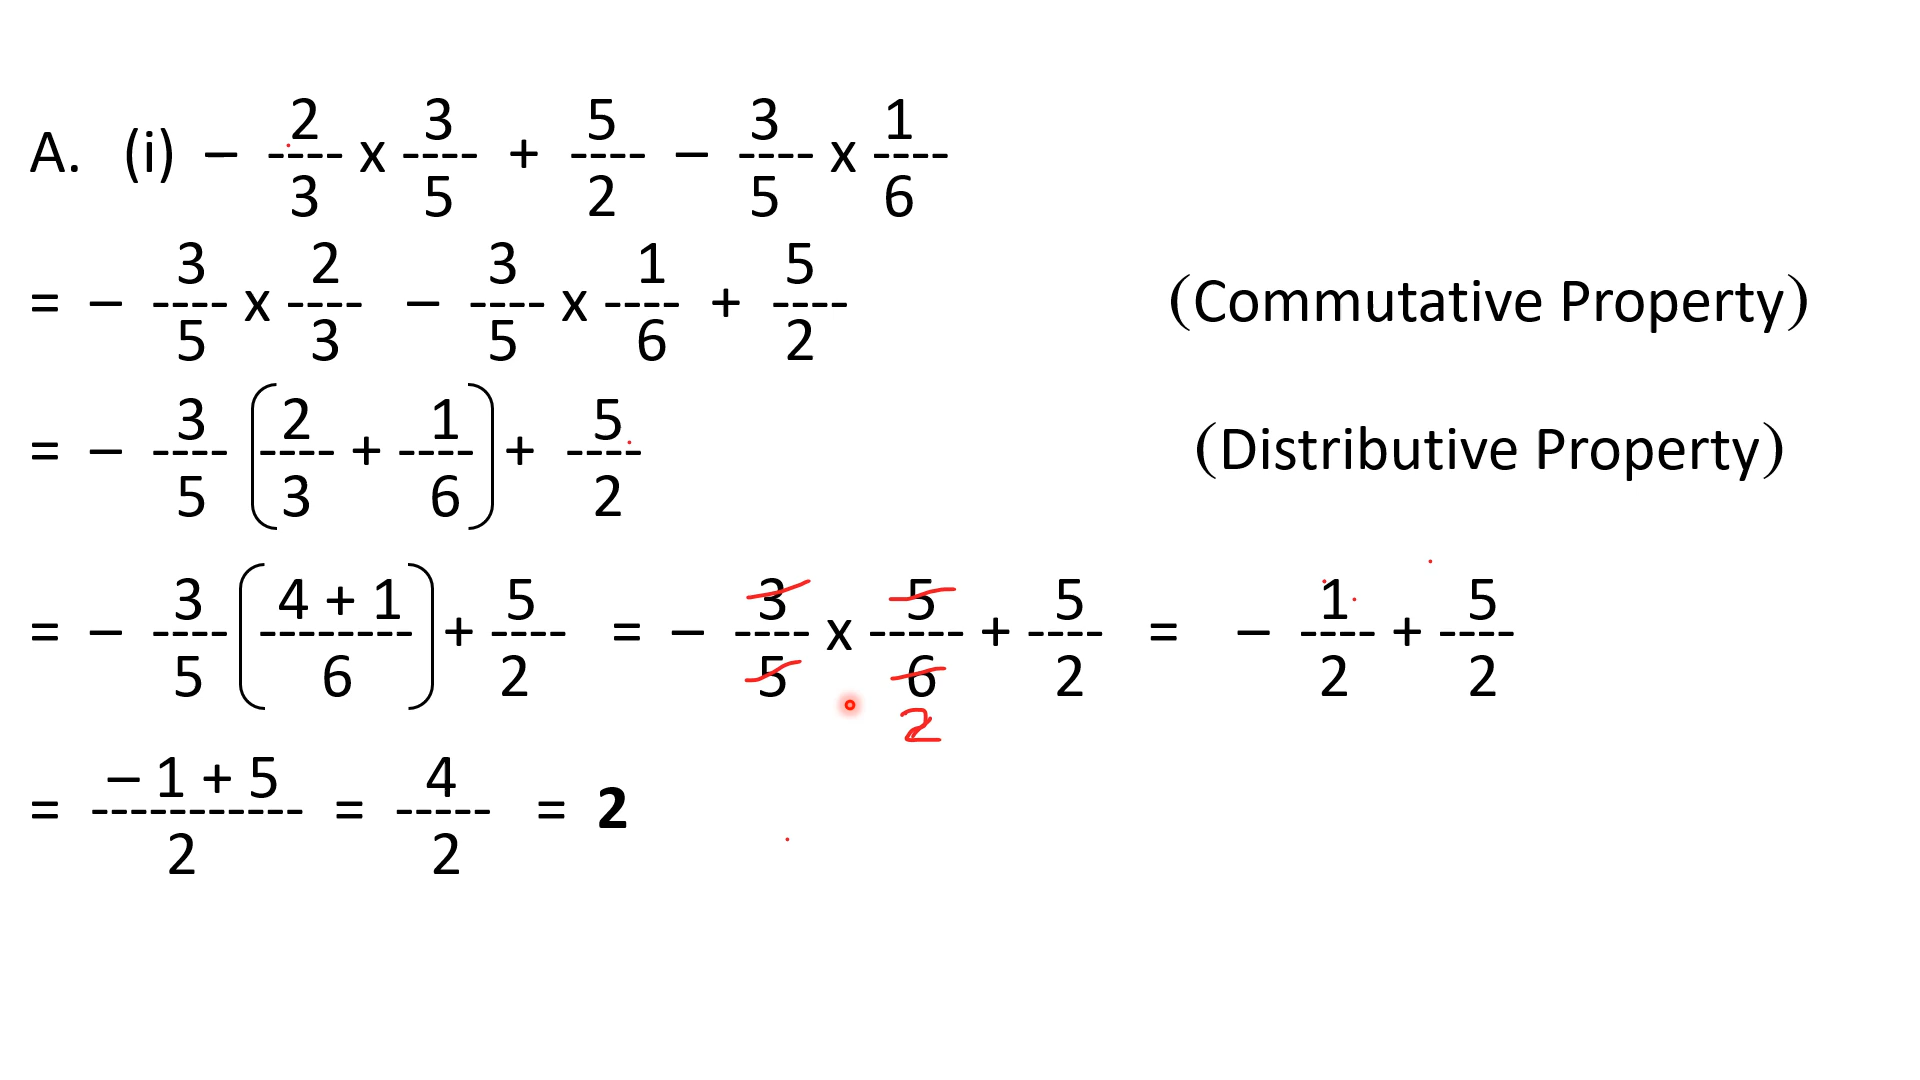 A. (i) – 2/3 x 3/5 + 5/2 – 3/5 x 1/6
= – 3/5 x 2/3 – 3/5 x 1/6 + 5/2 (Commutative Property)
= – 3/5 (2/3 + 1/6) + 5/2 (Distributive Property)
= – 3/5 (4 + 1 / 6) + 5/2 = – 3/5 x 5/6 + 5/2 = – 1/2 + 5/2
2
= – 1 + 5 / 2 = 4/2 = 2